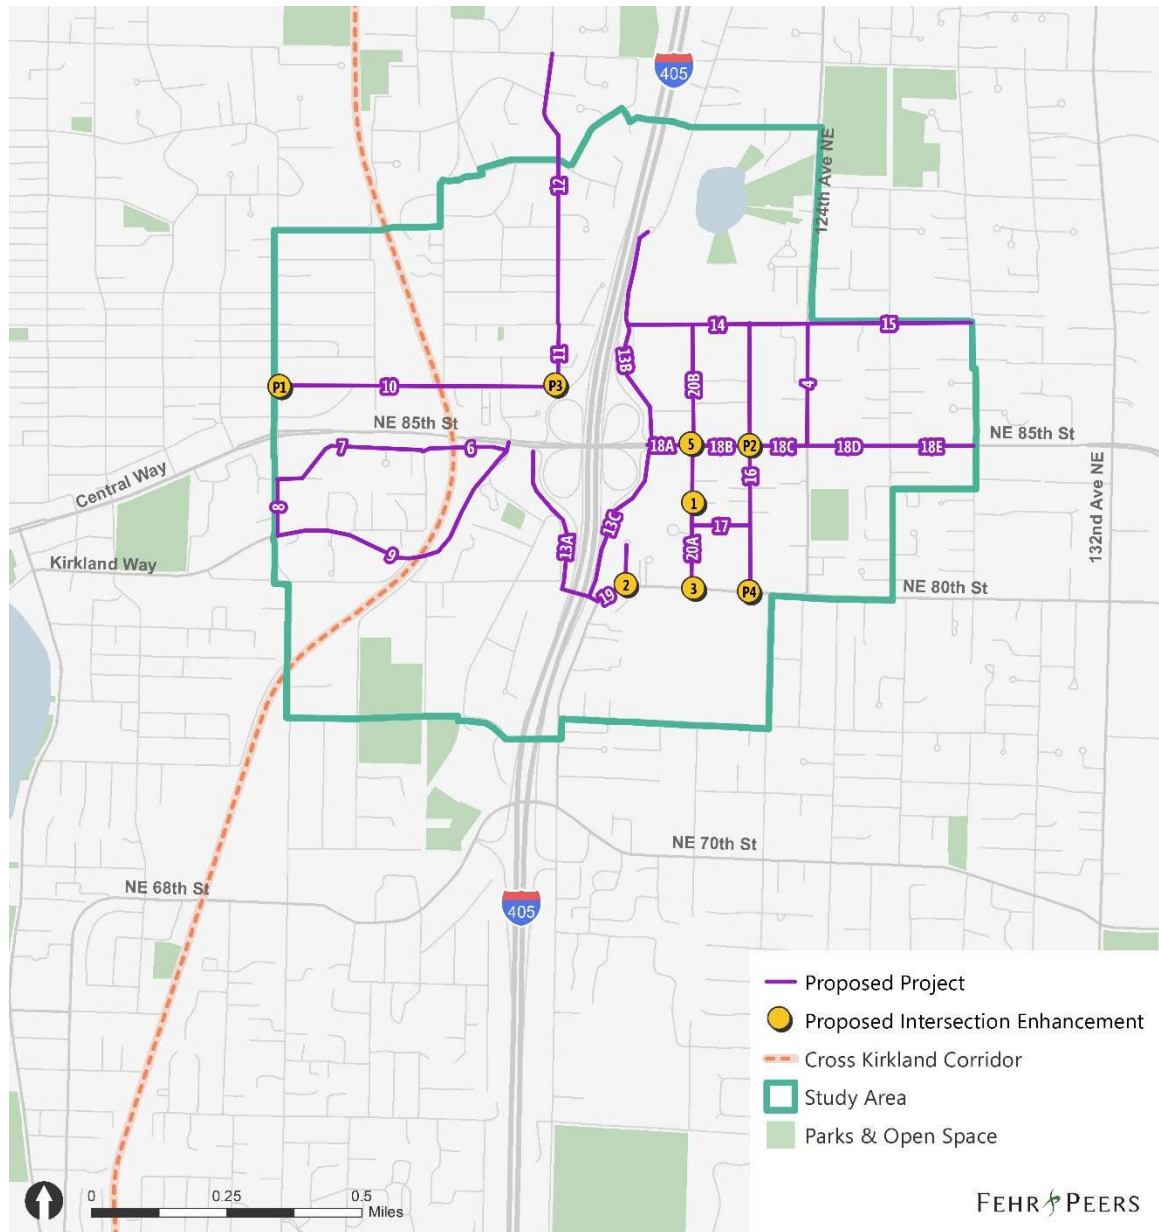 405
124th Ave NE
12
14
15
11
13B
20B
4
P1
10
P3
NE 85th St
7
6
18A
5
18B
P2
18C
18D
18E
NE 85th St
Central Way
8
16
1
13C
17
9
13A
20A
132nd Ave NE
Kirkland Way
19
2
3
P4
NE 80th St
NE 70th St
NE 68th St
405
Proposed Project
Proposed Intersection Enhancement
Cross Kirkland Corridor
Study Area
Parks & Open Space
0 0.25 0.5
Miles
FEHR PEERS